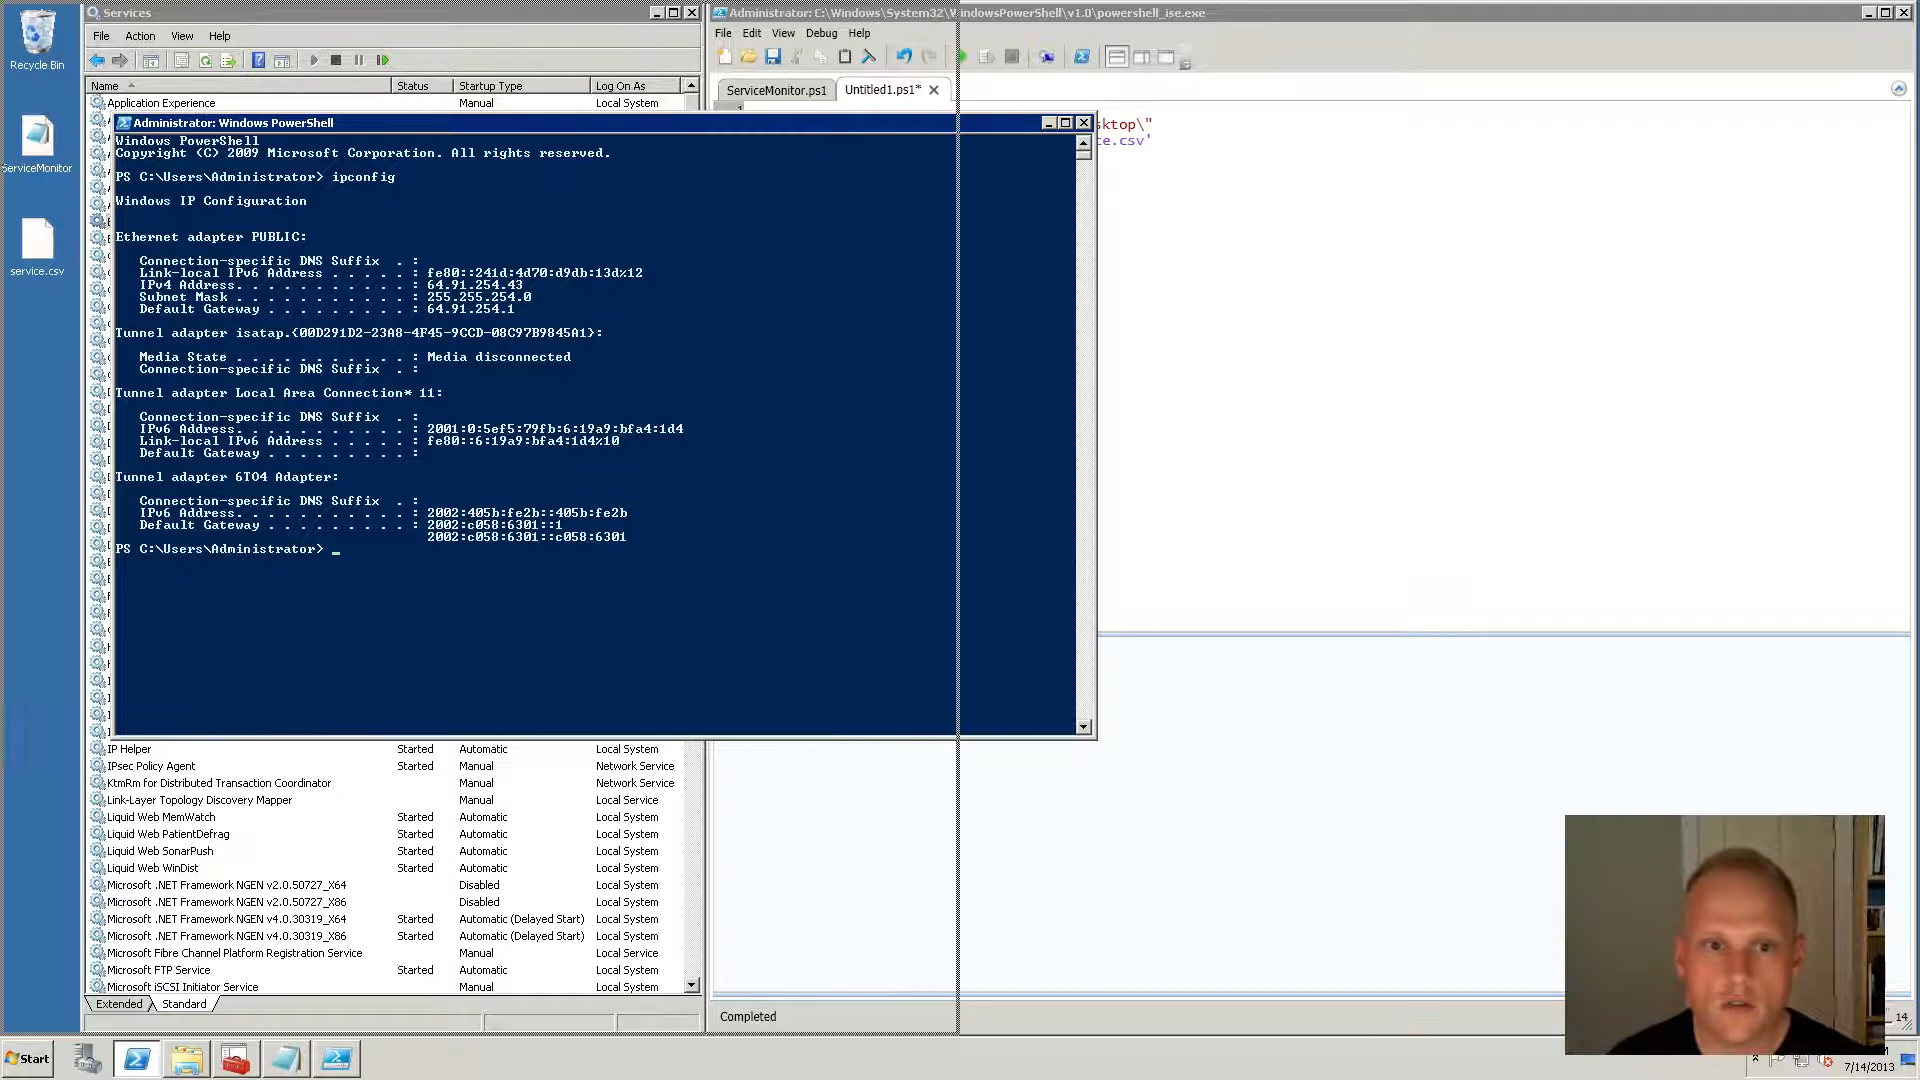 Recycle Bin
ServiceMonitor
service.csv
Services
File Action View Help
Name Status Startup Type Log On As
Application Experience Manual Local System
Administrator: C:\Windows\System32\WindowsPowerShell\v1.0\powershell_ise.exe
File Edit View Debug Help
ServiceMonitor.ps1 Untitled1.ps1*
1
sktop\"
ce.csv'
Administrator: Windows PowerShell
Windows PowerShell
Copyright (C) 2009 Microsoft Corporation. All rights reserved.
PS C:\Users\Administrator> ipconfig
Windows IP Configuration
Ethernet adapter PUBLIC:
Connection-specific DNS Suffix . :
Link-local IPv6 Address . . . . . : fe80::241d:4d70:d9db:13d%12
IPv4 Address. . . . . . . . . . . : 64.91.254.43
Subnet Mask . . . . . . . . . . . : 255.255.254.0
Default Gateway . . . . . . . . . : 64.91.254.1
Tunnel adapter isatap.{00D291D2-23A8-4F45-9CCD-08C97B9845A1}:
Media State . . . . . . . . . . . : Media disconnected
Connection-specific DNS Suffix . :
Tunnel adapter Local Area Connection* 11:
Connection-specific DNS Suffix . :
IPv6 Address. . . . . . . . . . . : 2001:0:5ef5:79fb:6:19a9:bfa4:1d4
Link-local IPv6 Address . . . . . : fe80::6:19a9:bfa4:1d4%10
Default Gateway . . . . . . . . . :
Tunnel adapter 6TO4 Adapter:
Connection-specific DNS Suffix . :
IPv6 Address. . . . . . . . . . . : 2002:405b:fe2b::405b:fe2b
Default Gateway . . . . . . . . . : 2002:c058:6301::1
2002:c058:6301::c058:6301
PS C:\Users\Administrator> _
IP Helper Started Automatic Local System
IPsec Policy Agent Started Manual Network Service
KtmRm for Distributed Transaction Coordinator Manual Network Service
Link-Layer Topology Discovery Mapper Manual Local Service
Liquid Web MemWatch Started Automatic Local System
Liquid Web PatientDefrag Started Automatic Local System
Liquid Web SonarPush Started Automatic Local System
Liquid Web WinDist Started Automatic Local System
Microsoft .NET Framework NGEN v2.0.50727_X64 Disabled Local System
Microsoft .NET Framework NGEN v2.0.50727_X86 Disabled Local System
Microsoft .NET Framework NGEN v4.0.30319_X64 Started Automatic (Delayed Start) Local System
Microsoft .NET Framework NGEN v4.0.30319_X86 Started Automatic (Delayed Start) Local System
Microsoft Fibre Channel Platform Registration Service Manual Local System
Microsoft FTP Service Started Automatic Local System
Microsoft iSCSI Initiator Service Manual Local System
Extended Standard
Completed
14
Start
7/14/2013